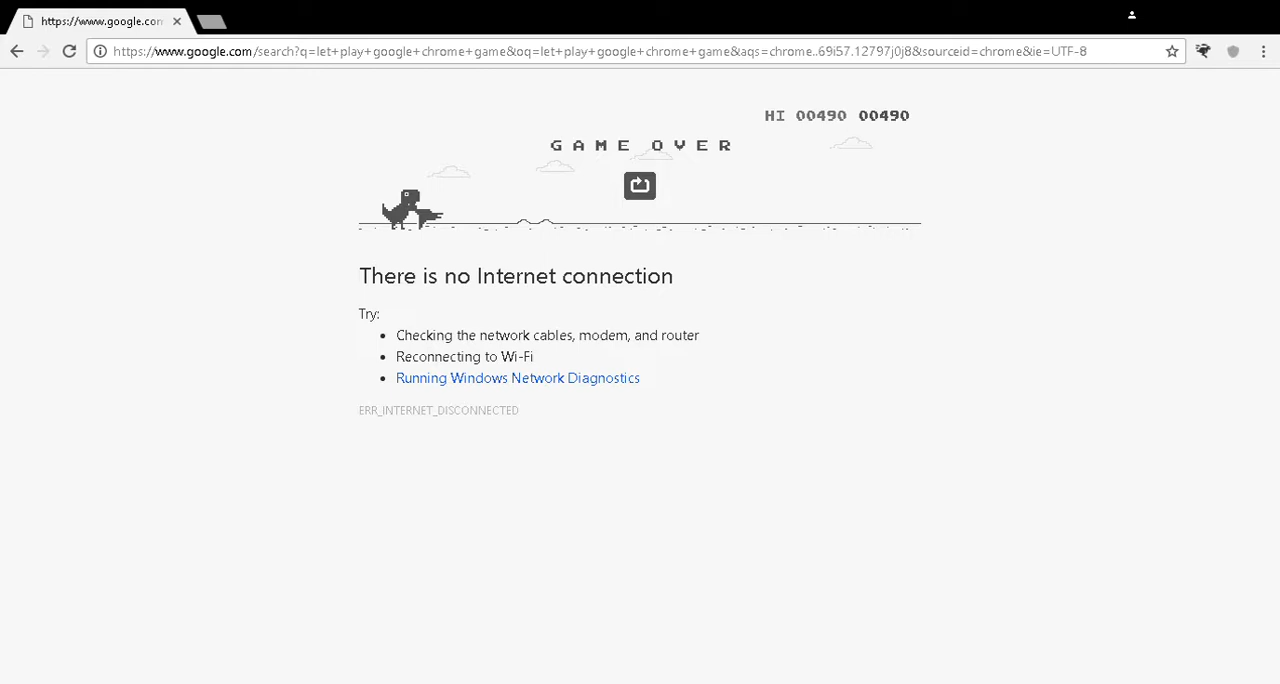 https://www.google.con
https://www.google.com/search?q=let+play+google+chrome+game&oq=let+play+google+chrome+game&aqs=chrome..69i57.12797j0j8&sourceid=chrome&ie=UTF-8
HI 00490 00490
GAME OVER
There is no Internet connection
Try:
Checking the network cables, modem, and router
Reconnecting to Wi-Fi
Running Windows Network Diagnostics
ERR_INTERNET_DISCONNECTED